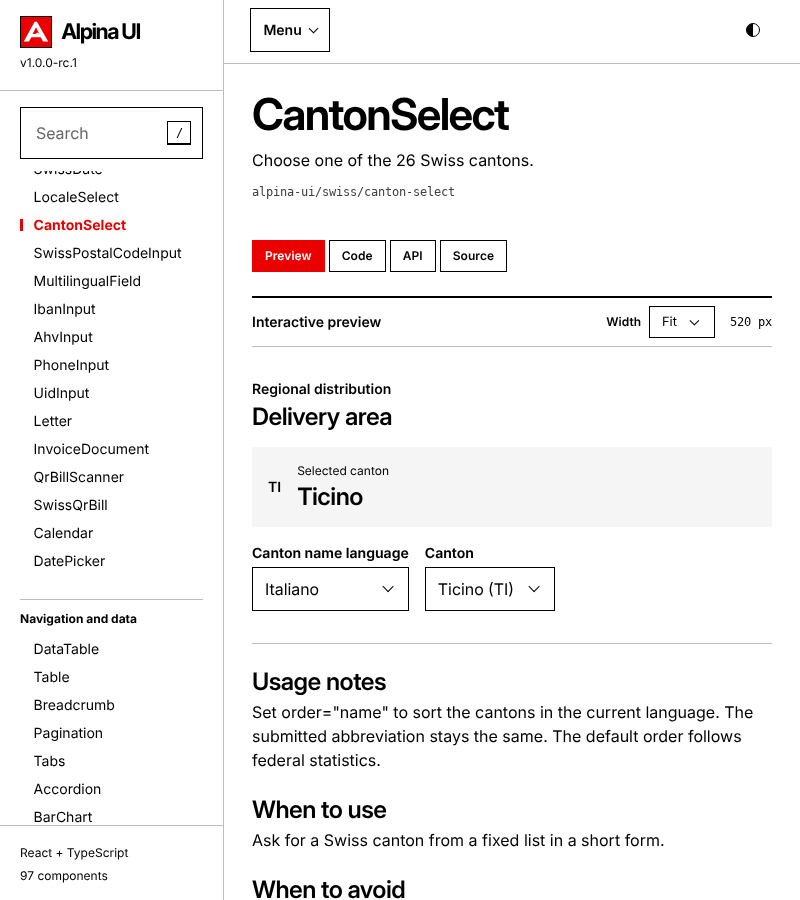 Alpina UI
v1.0.0-rc.1
Search
/
SwissDate
LocaleSelect
CantonSelect
SwissPostalCodeInput
MultilingualField
IbanInput
AhvInput
PhoneInput
UidInput
Letter
InvoiceDocument
QrBillScanner
SwissQrBill
Calendar
DatePicker
Navigation and data
DataTable
Table
Breadcrumb
Pagination
Tabs
Accordion
BarChart
React + TypeScript
97 components
Menu
CantonSelect
Choose one of the 26 Swiss cantons.
alpina-ui/swiss/canton-select
Preview Code API Source
Interactive preview Width Fit 520 px
Regional distribution
Delivery area
TI
Selected canton
Ticino
Canton name language Canton
Italiano Ticino (TI)
Usage notes
Set order="name" to sort the cantons in the current language. The
submitted abbreviation stays the same. The default order follows
federal statistics.
When to use
Ask for a Swiss canton from a fixed list in a short form.
When to avoid